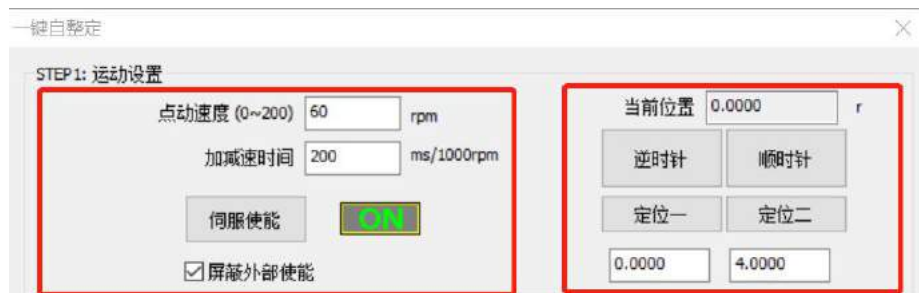 一键自整定
STEP1: 运动设置
点动速度 (0~200) 60 rpm
加减速时间 200 ms/1000rpm
伺服使能 ON
屏蔽外部使能
当前位置 0.0000 r
逆时针 顺时针
定位一 定位二
0.0000 4.0000